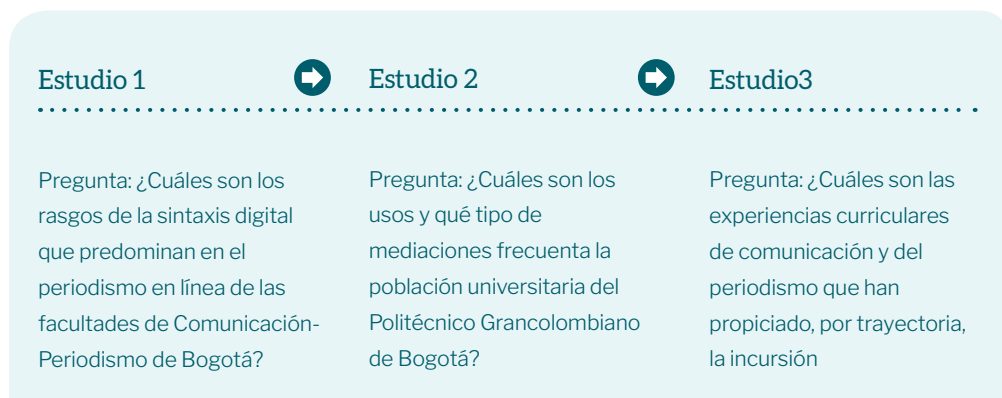 Estudio 1
Estudio 2
Estudio3
Pregunta: ¿Cuáles son los
rasgos de la sintaxis digital
que predominan en el
periodismo en línea de las
facultades de Comunicación-
Periodismo de Bogotá?
Pregunta: ¿Cuáles son los
usos y qué tipo de
mediaciones frecuenta la
población universitaria del
Politécnico Grancolombiano
de Bogotá?
Pregunta: ¿Cuáles son las
experiencias curriculares
de comunicación y del
periodismo que han
propiciado, por trayectoria,
la incursión